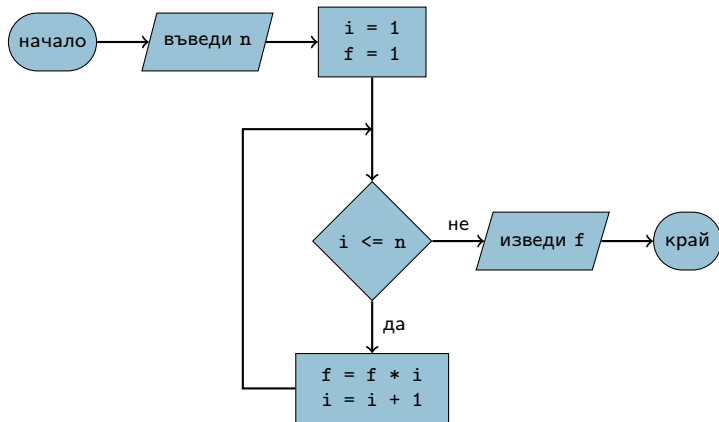 начало
въведи n
i = 1
f = 1
i <= n
не
изведи f
край
да
f = f * i
i = i + 1